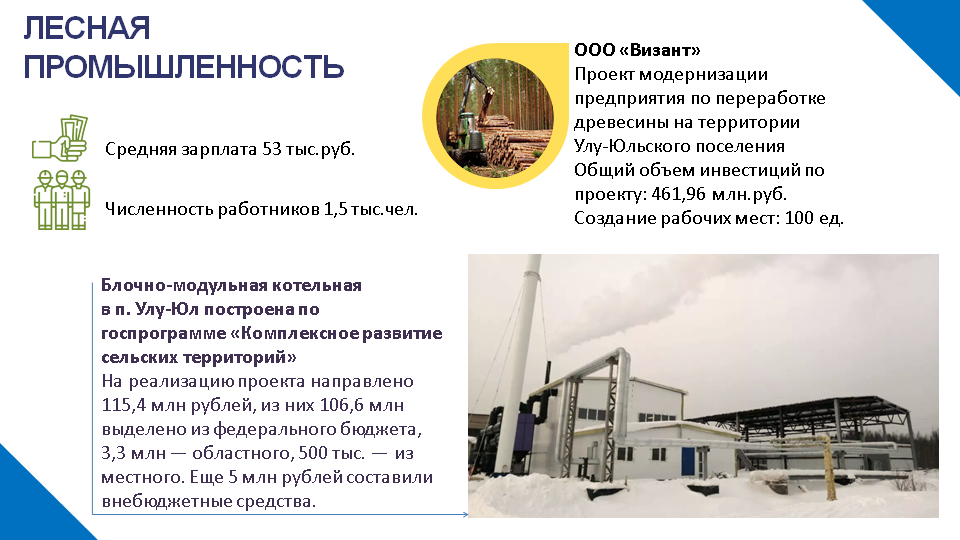 ЛЕСНАЯ
ПРОМЫШЛЕННОСТЬ
Средняя зарплата 53 тыс.руб.
Численность работников 1,5 тыс.чел.
ООО «Визант»
Проект модернизации
предприятия по переработке
древесины на территории
Улу-Юльского поселения
Общий объем инвестиций по
проекту: 461,96 млн.руб.
Создание рабочих мест: 100 ед.
Блочно-модульная котельная
в п. Улу-Юл построена по
госпрограмме «Комплексное развитие
сельских территорий»
На реализацию проекта направлено
115,4 млн рублей, из них 106,6 млн
выделено из федерального бюджета,
3,3 млн — областного, 500 тыс. — из
местного. Еще 5 млн рублей составили
внебюджетные средства.